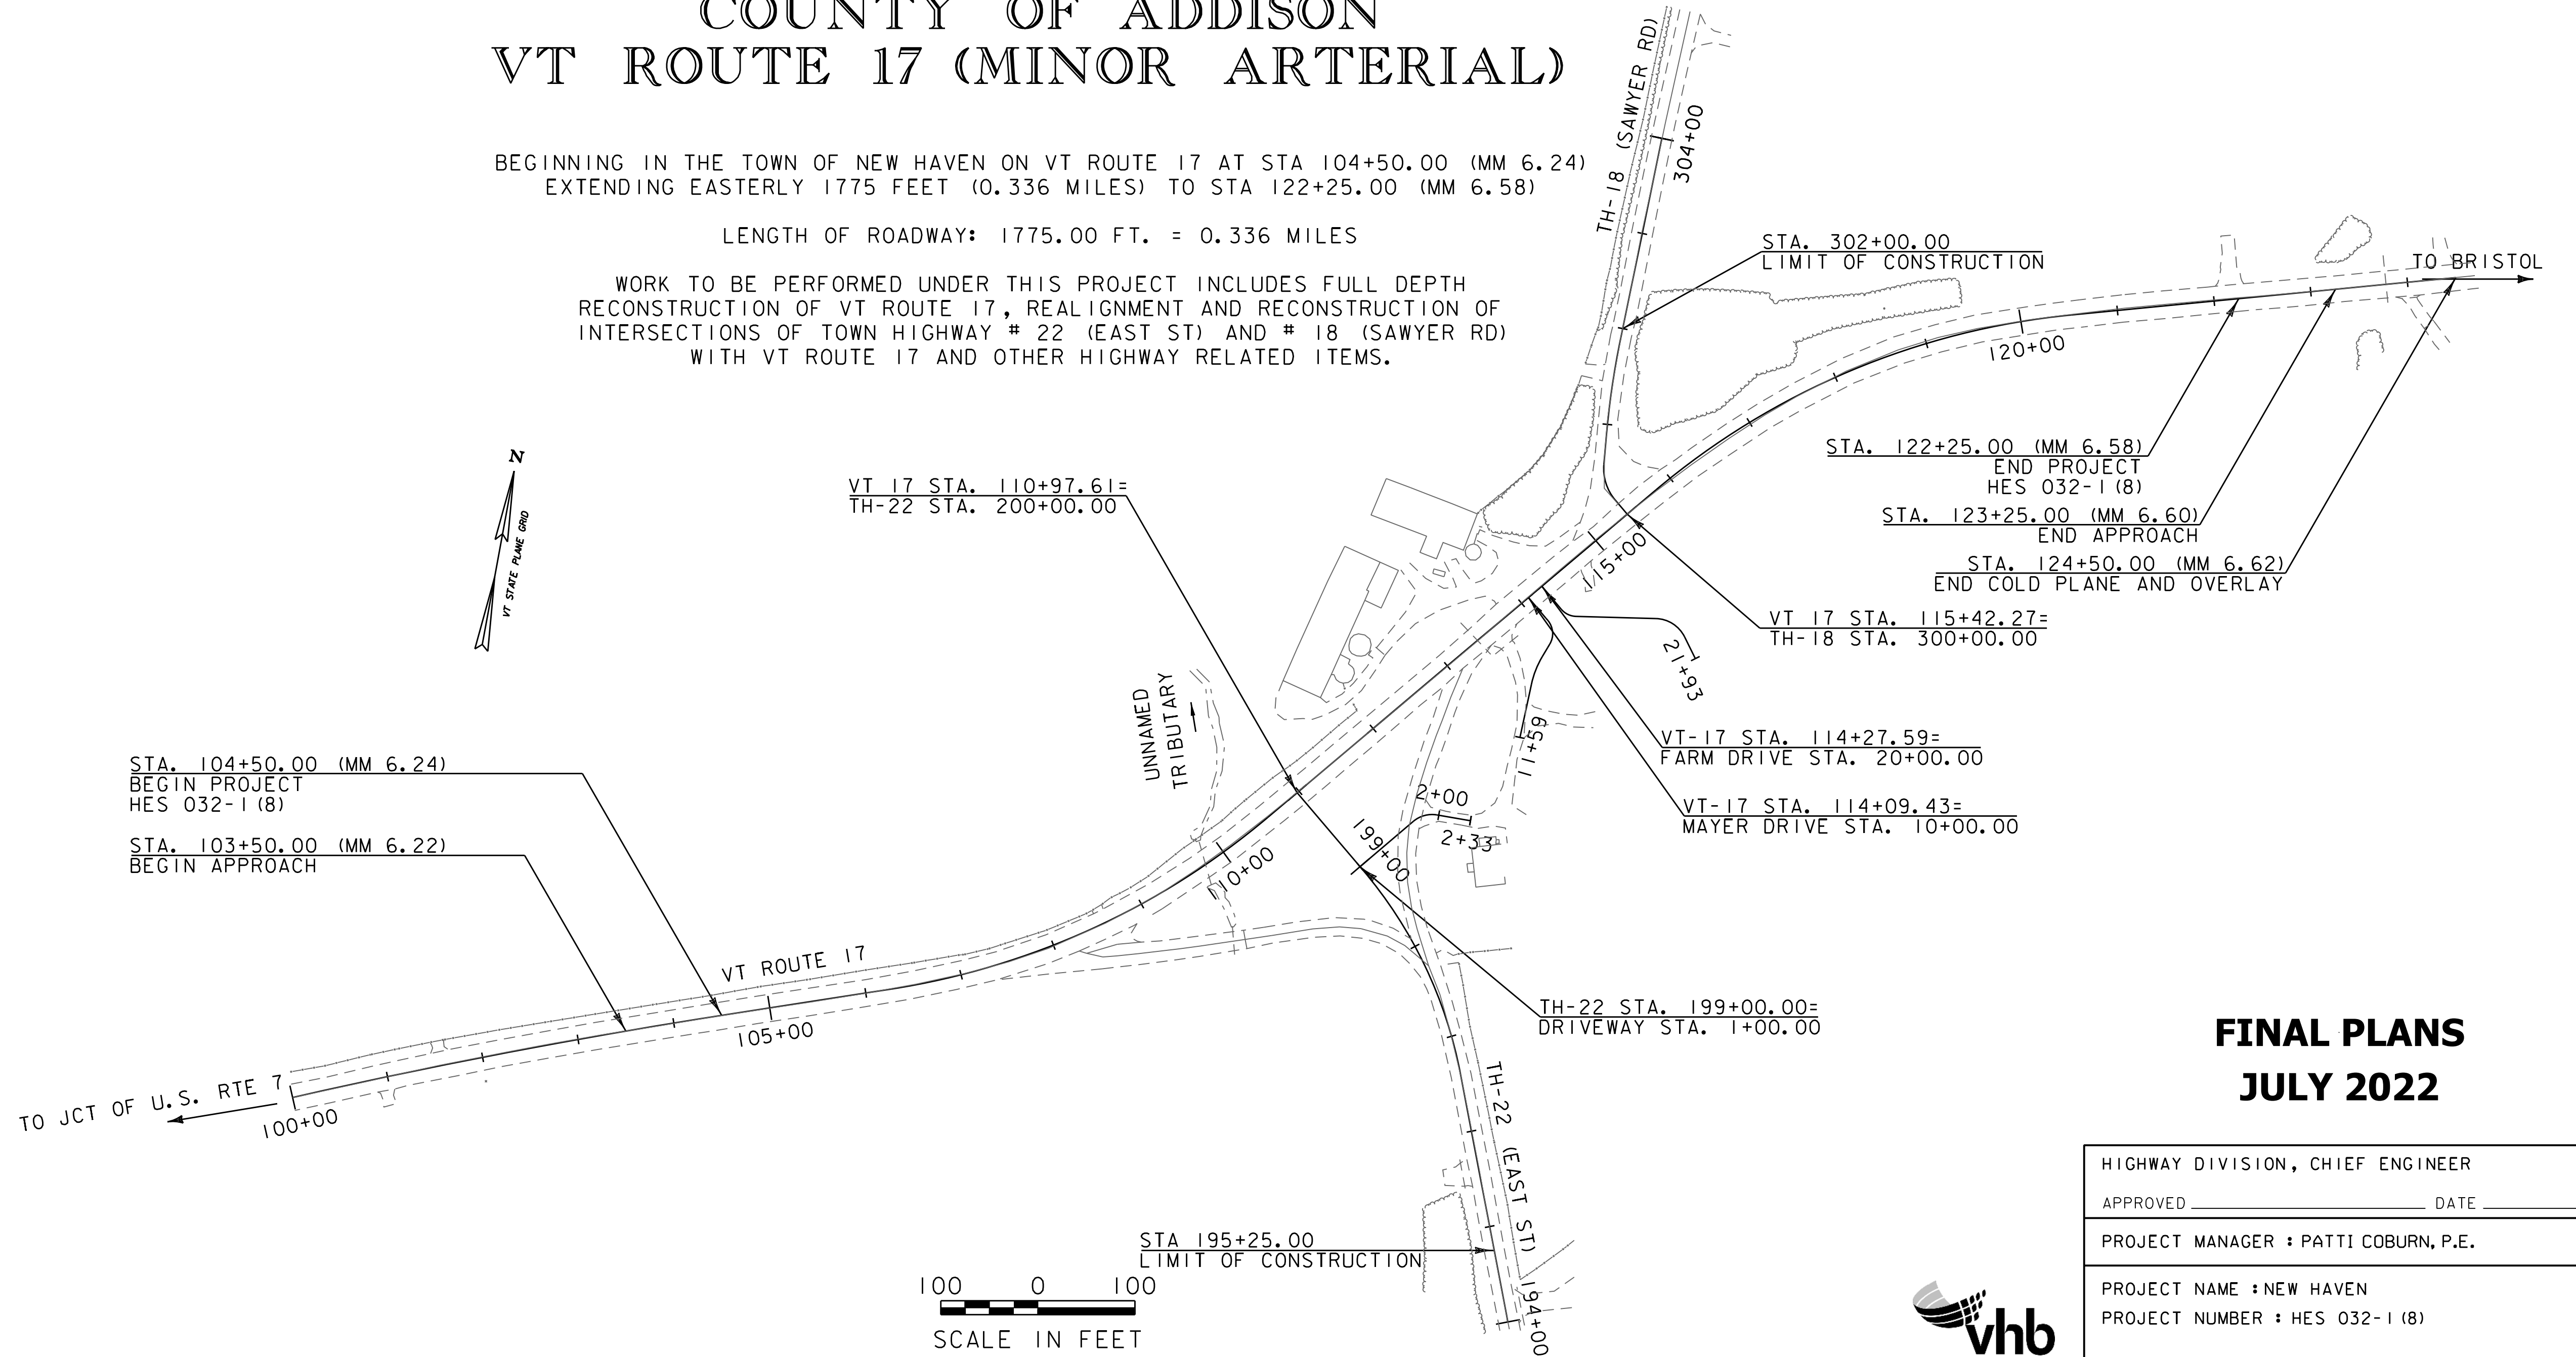 COUNTY OF ADDISON
VT ROUTE 17 (MINOR ARTERIAL)
BEGINNING IN THE TOWN OF NEW HAVEN ON VT ROUTE 17 AT STA 104+50.00 (MM 6.24)
EXTENDING EASTERLY 1775 FEET (0.336 MILES) TO STA 122+25.00 (MM 6.58)
LENGTH OF ROADWAY: 1775.00 FT. = 0.336 MILES
WORK TO BE PERFORMED UNDER THIS PROJECT INCLUDES FULL DEPTH
RECONSTRUCTION OF VT ROUTE 17, REALIGNMENT AND RECONSTRUCTION OF
INTERSECTIONS OF TOWN HIGHWAY # 22 (EAST ST) AND # 18 (SAWYER RD)
WITH VT ROUTE 17 AND OTHER HIGHWAY RELATED ITEMS.
TH-18 (SAWYER RD)
304+00
STA. 302+00.00
LIMIT OF CONSTRUCTION
TO BRISTOL
120+00
STA. 122+25.00 (MM 6.58)
END PROJECT
HES 032-1(8)
STA. 123+25.00 (MM 6.60)
END APPROACH
STA. 124+50.00 (MM 6.62)
END COLD PLANE AND OVERLAY
N
VT STATE PLANE GRID
VT 17 STA. 110+97.61=
TH-22 STA. 200+00.00
115+00
VT 17 STA. 115+42.27=
TH-18 STA. 300+00.00
21+93
11+59
VT-17 STA. 114+27.59=
FARM DRIVE STA. 20+00.00
VT-17 STA. 114+09.43=
MAYER DRIVE STA. 10+00.00
UNNAMED
TRIBUTARY
2+00
2+33
199+00
110+00
STA. 104+50.00 (MM 6.24)
BEGIN PROJECT
HES 032-1(8)
STA. 103+50.00 (MM 6.22)
BEGIN APPROACH
VT ROUTE 17
105+00
TH-22 STA. 199+00.00=
DRIVEWAY STA. 1+00.00
TO JCT OF U.S. RTE 7
100+00
TH-22 (EAST ST)
194+00
STA 195+25.00
LIMIT OF CONSTRUCTION
100 0 100
SCALE IN FEET
FINAL PLANS
JULY 2022
HIGHWAY DIVISION, CHIEF ENGINEER
APPROVED DATE
PROJECT MANAGER : PATTI COBURN, P.E.
PROJECT NAME : NEW HAVEN
PROJECT NUMBER : HES 032-1(8)
vhb